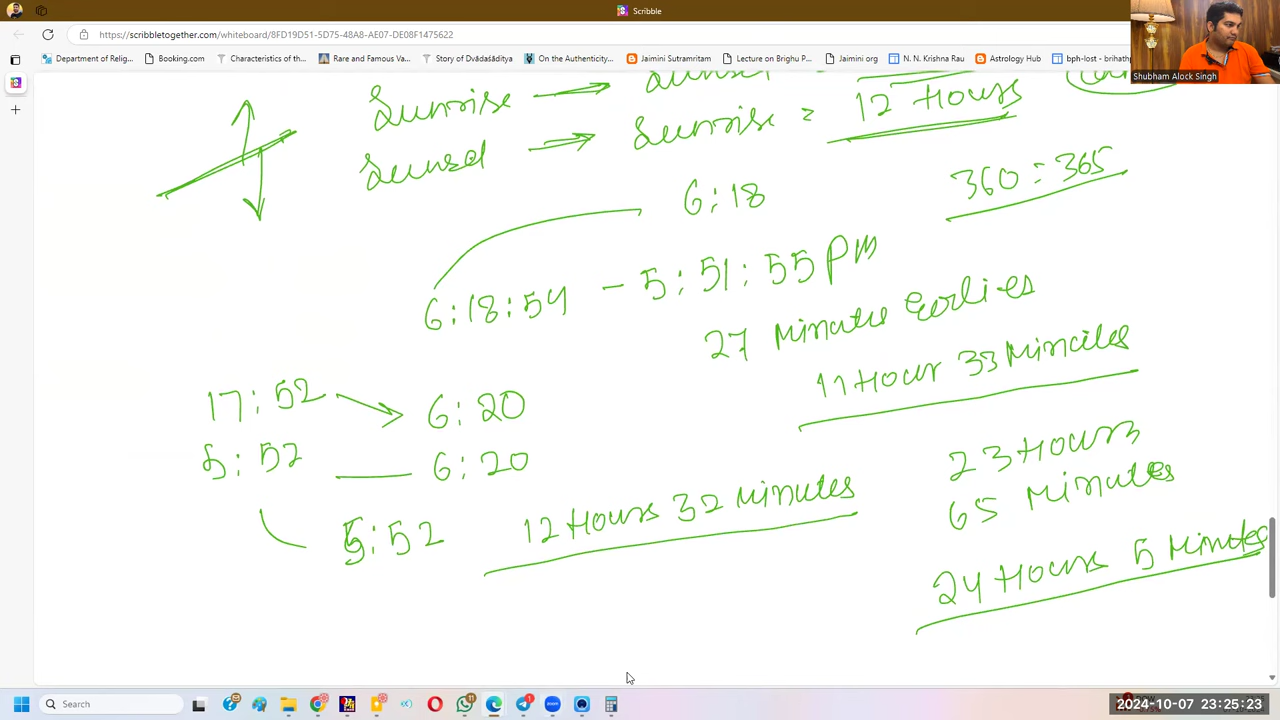 Scribble
https://scribbletogether.com/whiteboard/8FD19D51-5D75-48A8-AE07-DE08F1475622
Department of Relig... Booking.com Characteristics of th... Rare and Famous Va... Story of Dvādaśāditya On the Authenticity... Jaimini Sutramritam Lecture on Brighu P... Jaimini org N. N. Krishna Rau Astrology Hub bph-lost - brihathp
Shubham Alock Singh
Sunrise →
Sunset → Sunrise = 12 Hours
6:18
360 = 365
6:18:54 - 5:51:55 PM
27 Minutes Earlies
11 Hour 33 Minutes
17:52 → 6:20
5:52 — 6:20
5:52 12 Hours 32 Minutes
23 Hours
65 Minutes
24 Hours 5 Minutes
Search
2024-10-07 23:25:23